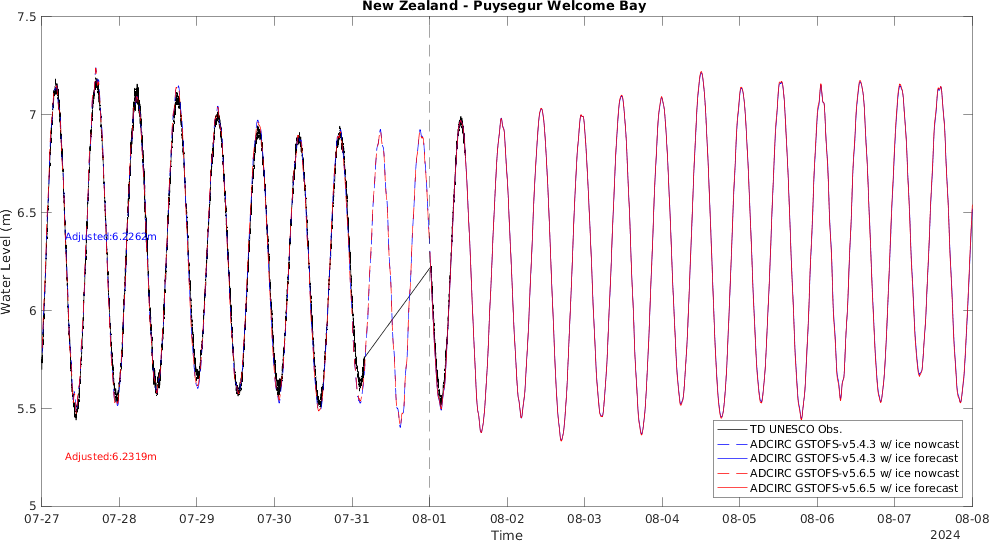 New Zealand - Puysegur Welcome Bay
7.5
7
6.5
6
5.5
5
Water Level (m)
Adjusted:6.2262m
Adjusted:6.2319m
TD UNESCO Obs.
ADCIRC GSTOFS-v5.4.3 w/ ice nowcast
ADCIRC GSTOFS-v5.4.3 w/ ice forecast
ADCIRC GSTOFS-v5.6.5 w/ ice nowcast
ADCIRC GSTOFS-v5.6.5 w/ ice forecast
07-27 07-28 07-29 07-30 07-31 08-01 08-02 08-03 08-04 08-05 08-06 08-07 08-08
Time
2024